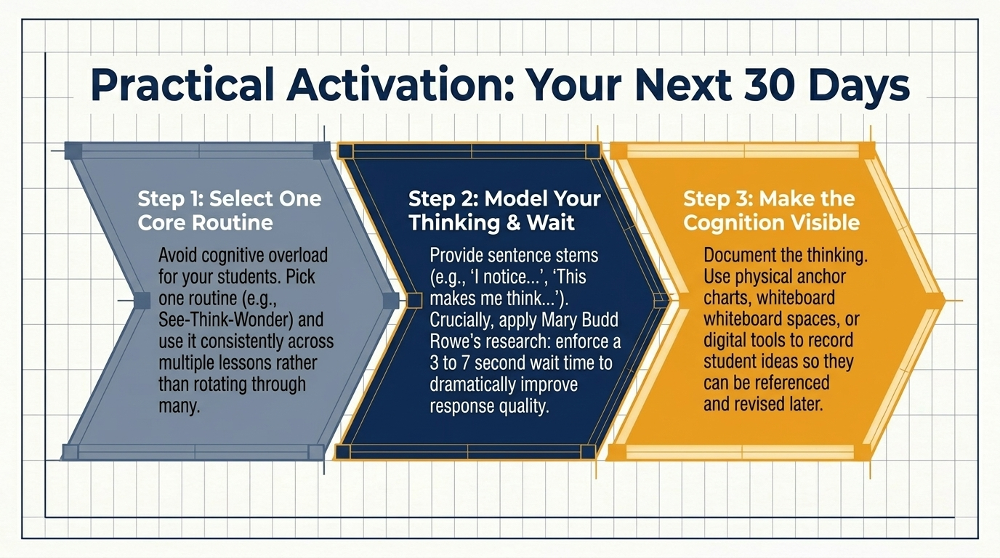 Practical Activation: Your Next 30 Days
Step 1: Select One
Core Routine
Avoid cognitive overload
for your students. Pick
one routine (e.g.,
See-Think-Wonder) and
use it consistently across
multiple lessons rather
than rotating through
many.
Step 2: Model Your
Thinking & Wait
Provide sentence stems
(e.g., ‘I notice...’, ‘This
makes me think...’).
Crucially, apply Mary Budd
Rowe's research: enforce a
3 to 7 second wait time to
dramatically improve
response quality.
Step 3: Make the
Cognition Visible
Document the thinking.
Use physical anchor
charts, whiteboard
whiteboard spaces, or
digital tools to record
student ideas so they
can be referenced
and revised later.